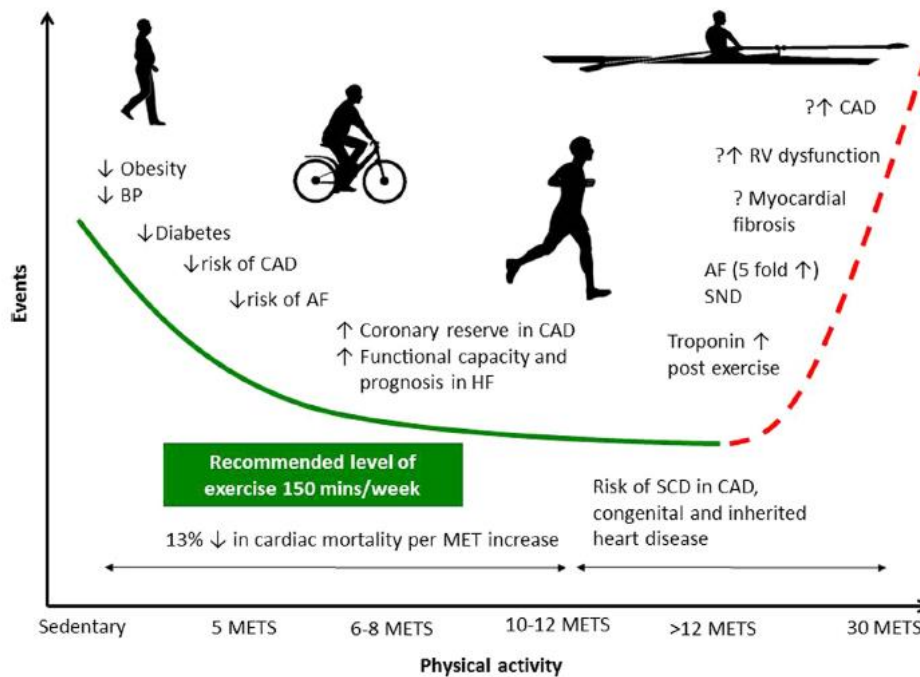 Events
↓ Obesity
↓ BP
↓Diabetes
↓risk of CAD
↓risk of AF
↑ Coronary reserve in CAD
↑ Functional capacity and
prognosis in HF
?↑ CAD
?↑ RV dysfunction
? Myocardial
fibrosis
AF (5 fold ↑)
SND
Troponin ↑
post exercise
Recommended level of
exercise 150 mins/week
13% ↓ in cardiac mortality per MET increase
Risk of SCD in CAD,
congenital and inherited
heart disease
Sedentary 5 METS 6-8 METS 10-12 METS >12 METS 30 METS
Physical activity